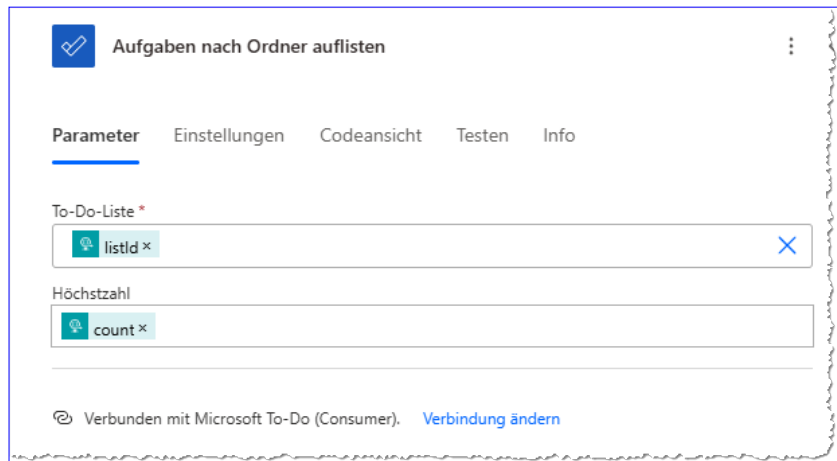 Aufgaben nach Ordner auflisten
Parameter Einstellungen Codeansicht Testen Info
To-Do-Liste *
listId ×
Höchstzahl
count ×
Verbunden mit Microsoft To-Do (Consumer). Verbindung ändern